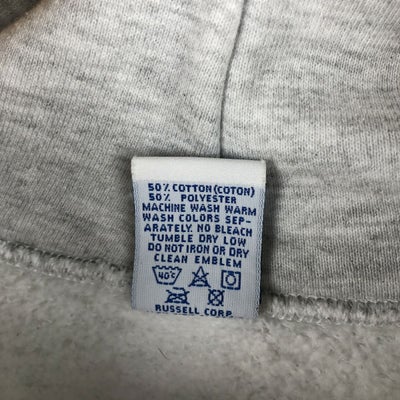 50% COTTON (COTON)
50% POLYESTER
MACHINE WASH WARM
WASH COLORS SEP-
ARATELY. NO BLEACH
TUMBLE DRY LOW
DO NOT IRON OR DRY
CLEAN EMBLEM
40°C
RUSSELL CORP